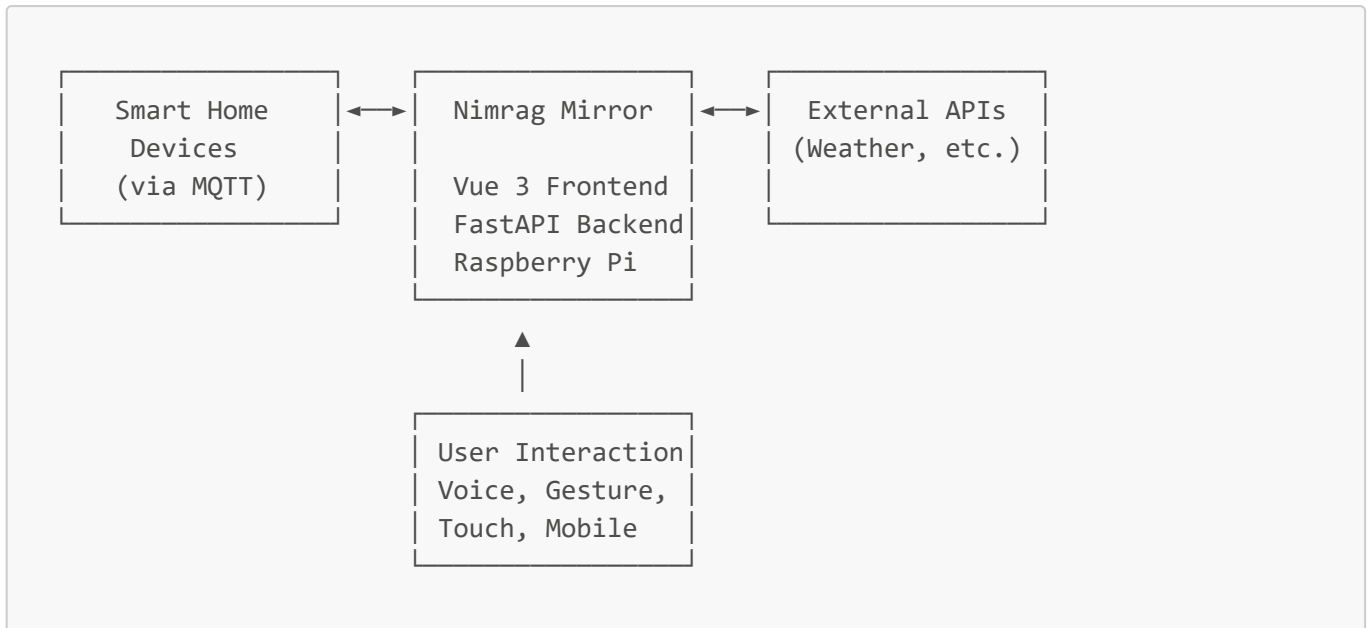 Smart Home
Devices
(via MQTT)
Nimrag Mirror
Vue 3 Frontend
FastAPI Backend
Raspberry Pi
External APIs
(Weather, etc.)
User Interaction
Voice, Gesture,
Touch, Mobile